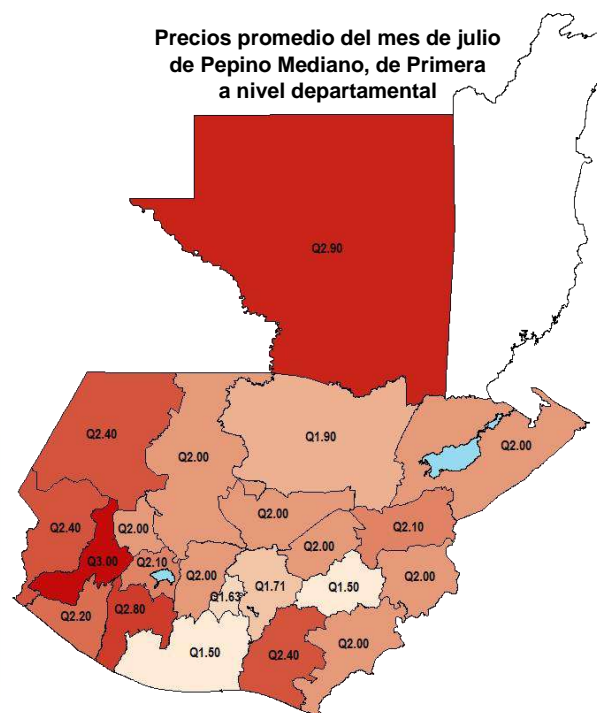 Precios promedio del mes de julio
de Pepino Mediano, de Primera
a nivel departamental
Q2.90
Q2.40
Q1.90
Q2.00
Q2.00
Q2.40
Q2.00
Q2.00
Q2.10
Q2.00
Q3.00
Q2.10
Q2.00
Q2.00
Q1.71
Q1.50
Q1.63
Q2.80
Q2.20
Q2.00
Q1.50
Q2.40